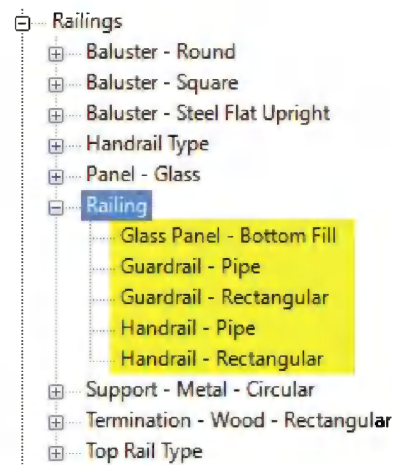 Railings
Baluster - Round
Baluster - Square
Baluster - Steel Flat Upright
Handrail Type
Panel - Glass
Railing
Glass Panel - Bottom Fill
Guardrail - Pipe
Guardrail - Rectangular
Handrail - Pipe
Handrail - Rectangular
Support - Metal - Circular
Termination - Wood - Rectangular
Top Rail Type